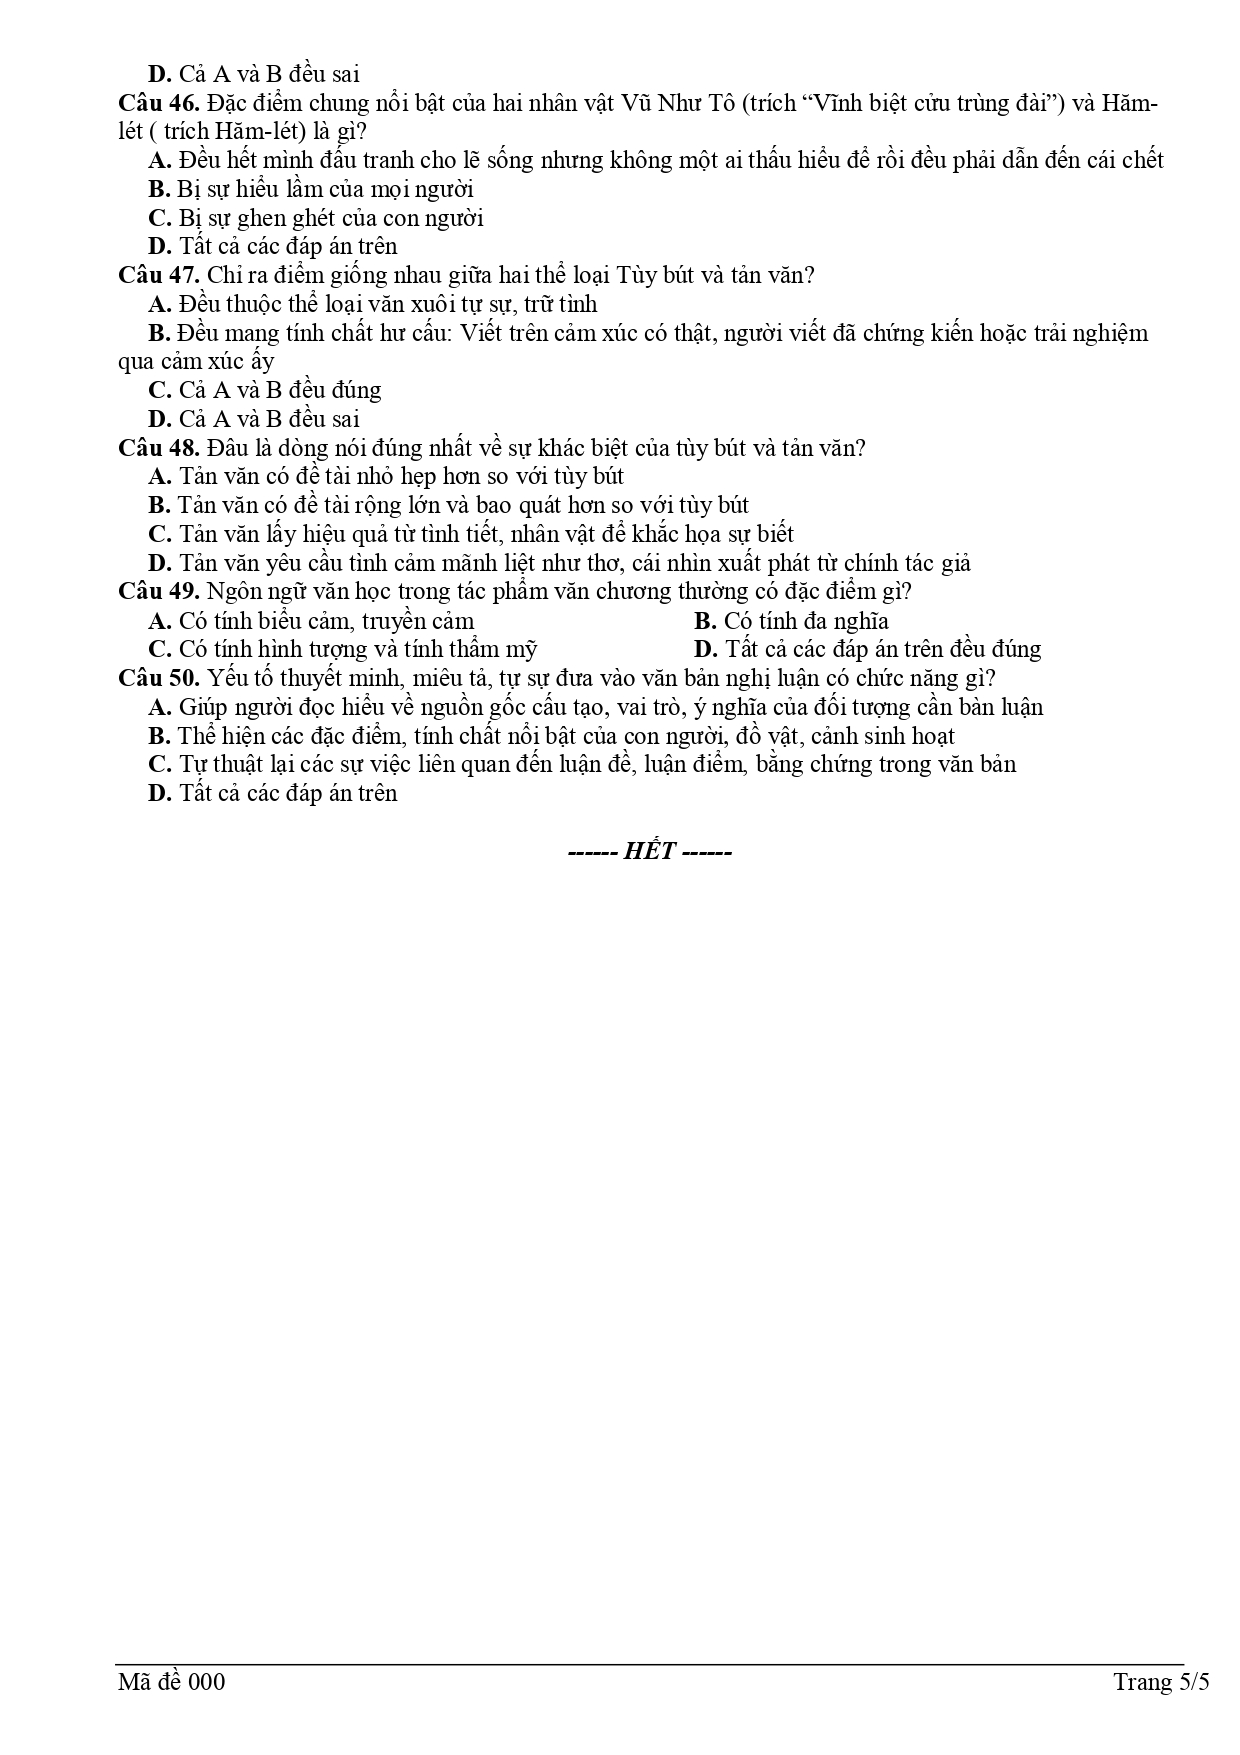 D. Cả A và B đều sai
Câu 46. Đặc điểm chung nổi bật của hai nhân vật Vũ Như Tô (trích “Vĩnh biệt cửu trùng đài”) và Hăm-
lét ( trích Hăm-lét) là gì?
A. Đều hết mình đấu tranh cho lẽ sống nhưng không một ai thấu hiểu để rồi đều phải dẫn đến cái chết
B. Bị sự hiểu lầm của mọi người
C. Bị sự ghen ghét của con người
D. Tất cả các đáp án trên
Câu 47. Chỉ ra điểm giống nhau giữa hai thể loại Tùy bút và tản văn?
A. Đều thuộc thể loại văn xuôi tự sự, trữ tình
B. Đều mang tính chất hư cấu: Viết trên cảm xúc có thật, người viết đã chứng kiến hoặc trải nghiệm
qua cảm xúc ấy
C. Cả A và B đều đúng
D. Cả A và B đều sai
Câu 48. Đâu là dòng nói đúng nhất về sự khác biệt của tùy bút và tản văn?
A. Tản văn có đề tài nhỏ hẹp hơn so với tùy bút
B. Tản văn có đề tài rộng lớn và bao quát hơn so với tùy bút
C. Tản văn lấy hiệu quả từ tình tiết, nhân vật để khắc họa sự biết
D. Tản văn yêu cầu tình cảm mãnh liệt như thơ, cái nhìn xuất phát từ chính tác giả
Câu 49. Ngôn ngữ văn học trong tác phẩm văn chương thường có đặc điểm gì?
A. Có tính biểu cảm, truyền cảm B. Có tính đa nghĩa
C. Có tính hình tượng và tính thẩm mỹ D. Tất cả các đáp án trên đều đúng
Câu 50. Yếu tố thuyết minh, miêu tả, tự sự đưa vào văn bản nghị luận có chức năng gì?
A. Giúp người đọc hiểu về nguồn gốc cấu tạo, vai trò, ý nghĩa của đối tượng cần bàn luận
B. Thể hiện các đặc điểm, tính chất nổi bật của con người, đồ vật, cảnh sinh hoạt
C. Tự thuật lại các sự việc liên quan đến luận đề, luận điểm, bằng chứng trong văn bản
D. Tất cả các đáp án trên
------ HẾT ------
Mã đề 000 Trang 5/5